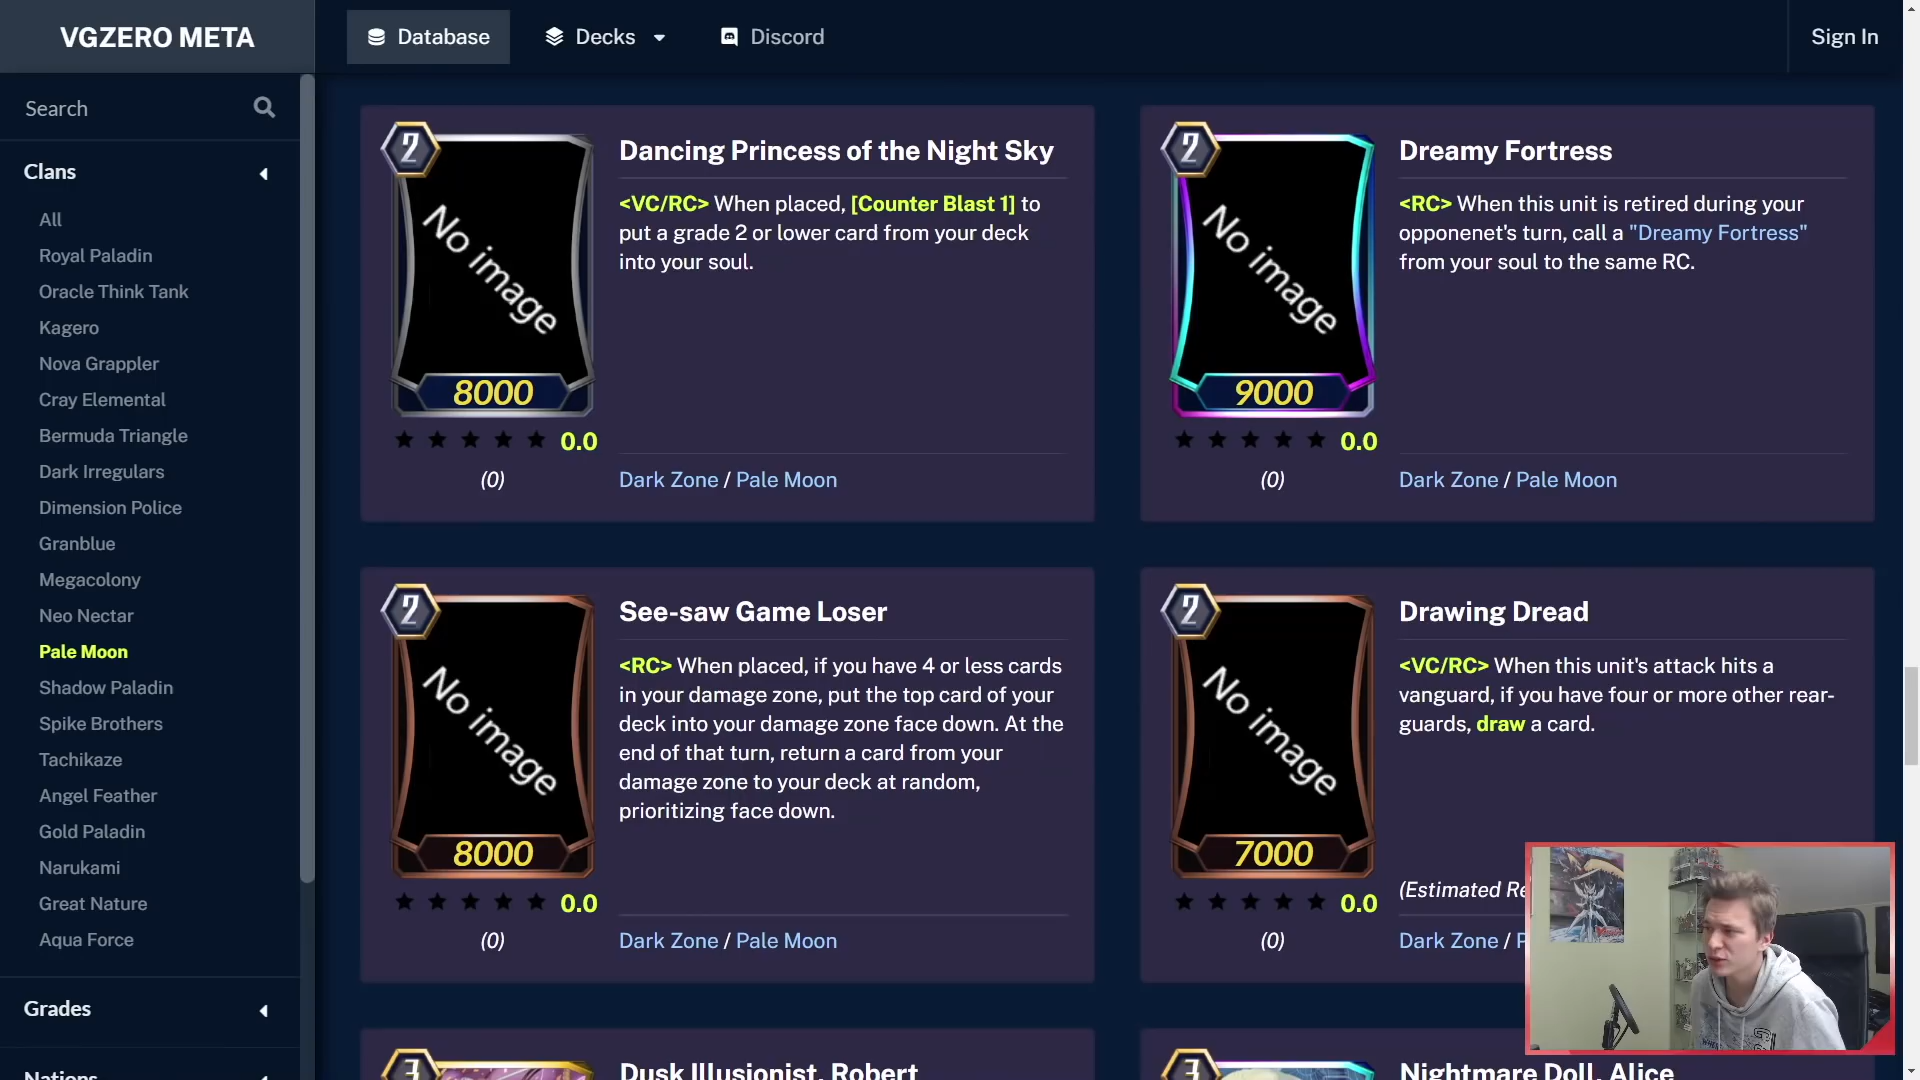 VGZERO META
Database
Decks
Discord
Sign In
Search
Clans
All
Royal Paladin
Oracle Think Tank
Kagero
Nova Grappler
Cray Elemental
Bermuda Triangle
Dark Irregulars
Dimension Police
Granblue
Megacolony
Neo Nectar
Pale Moon
Shadow Paladin
Spike Brothers
Tachikaze
Angel Feather
Gold Paladin
Narukami
Great Nature
Aqua Force
Grades
Nations
2
No image
8000
0.0
(0)
Dancing Princess of the Night Sky
<VC/RC> When placed, [Counter Blast 1] to
put a grade 2 or lower card from your deck
into your soul.
Dark Zone / Pale Moon
2
No image
9000
0.0
(0)
Dreamy Fortress
<RC> When this unit is retired during your
opponenet's turn, call a "Dreamy Fortress"
from your soul to the same RC.
Dark Zone / Pale Moon
2
No image
8000
0.0
(0)
See-saw Game Loser
<RC> When placed, if you have 4 or less cards
in your damage zone, put the top card of your
deck into your damage zone face down. At the
end of that turn, return a card from your
damage zone to your deck at random,
prioritizing face down.
Dark Zone / Pale Moon
2
No image
7000
0.0
(0)
Drawing Dread
<VC/RC> When this unit's attack hits a
vanguard, if you have four or more other rear-
guards, draw a card.
(Estimated Re
Dark Zone / P
3
Dusk Illusionist, Robert
3
Nightmare Doll, Alice